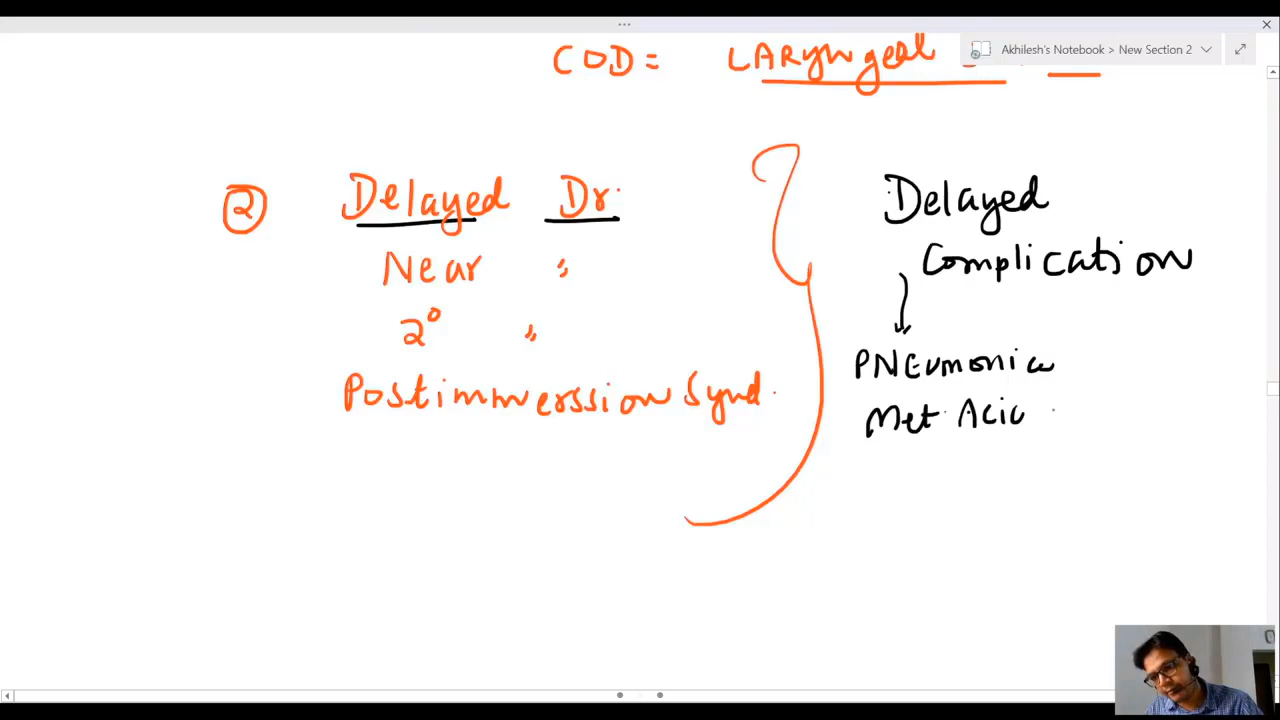 Akhilesh's Notebook > New Section 2
COD = LARyngeal
② Delayed Dr.
Near "
2° "
Postimmerssion Synd.
Delayed
Complication
PNEumonia
Met Acid